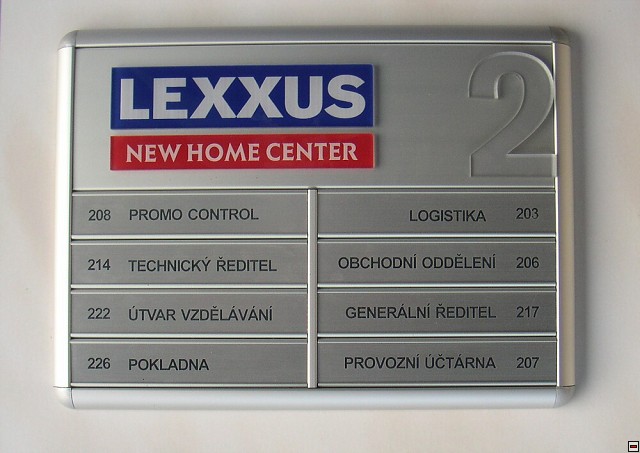 LEXXUS
NEW HOME CENTER
2
208 PROMO CONTROL
LOGISTIKA 203
214 TECHNICKÝ ŘEDITEL
OBCHODNÍ ODDĚLENÍ 206
222 ÚTVAR VZDĚLÁVÁNÍ
GENERÁLNÍ ŘEDITEL 217
226 POKLADNA
PROVOZNÍ ÚČTÁRNA 207